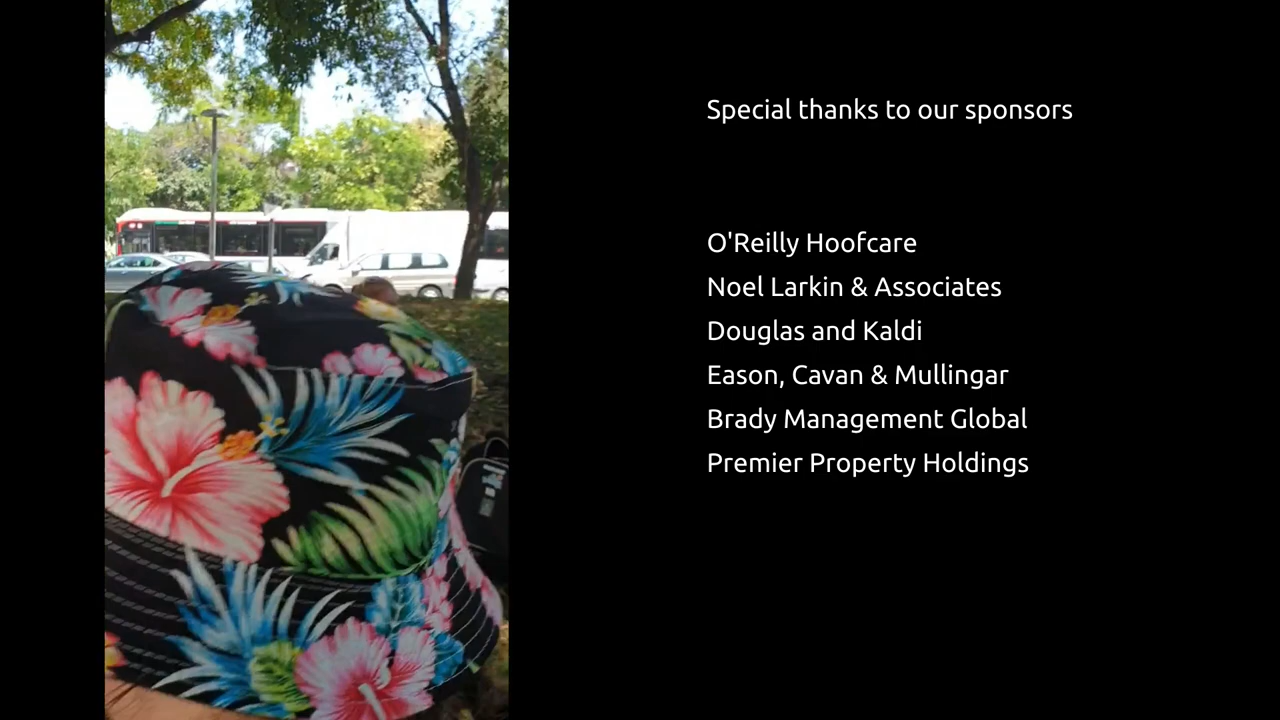 Special thanks to our sponsors
O'Reilly Hoofcare
Noel Larkin & Associates
Douglas and Kaldi
Eason, Cavan & Mullingar
Brady Management Global
Premier Property Holdings